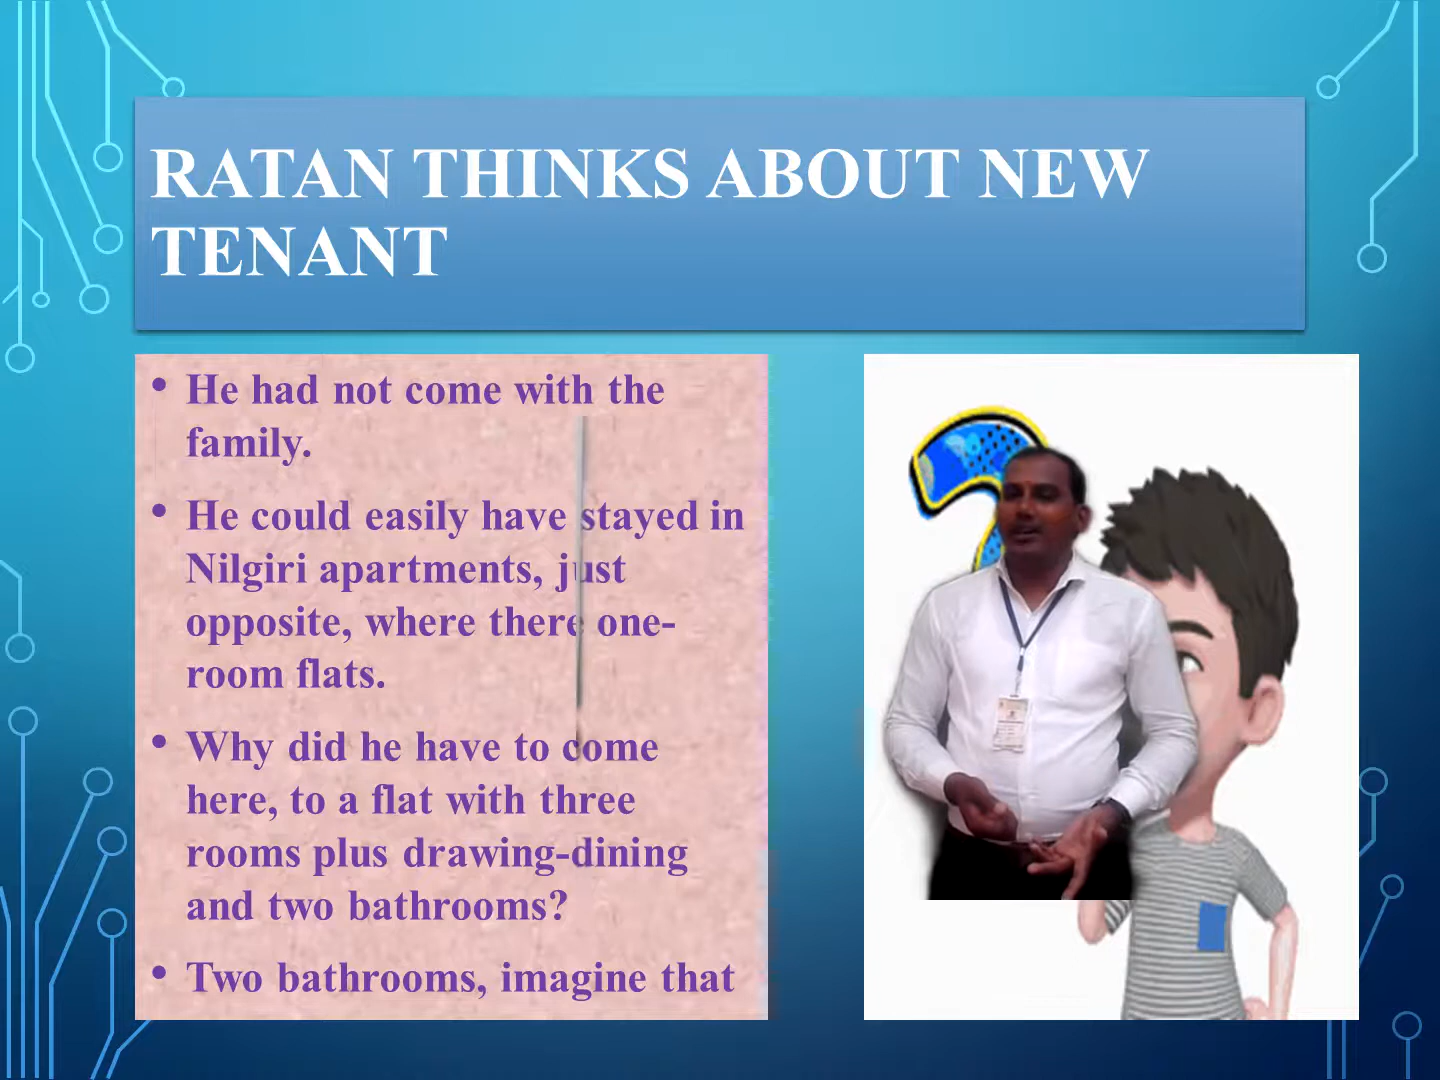 RATAN THINKS ABOUT NEW
TENANT
• He had not come with the
family.
• He could easily have stayed in
Nilgiri apartments, just
opposite, where there one-
room flats.
• Why did he have to come
here, to a flat with three
rooms plus drawing-dining
and two bathrooms?
• Two bathrooms, imagine that